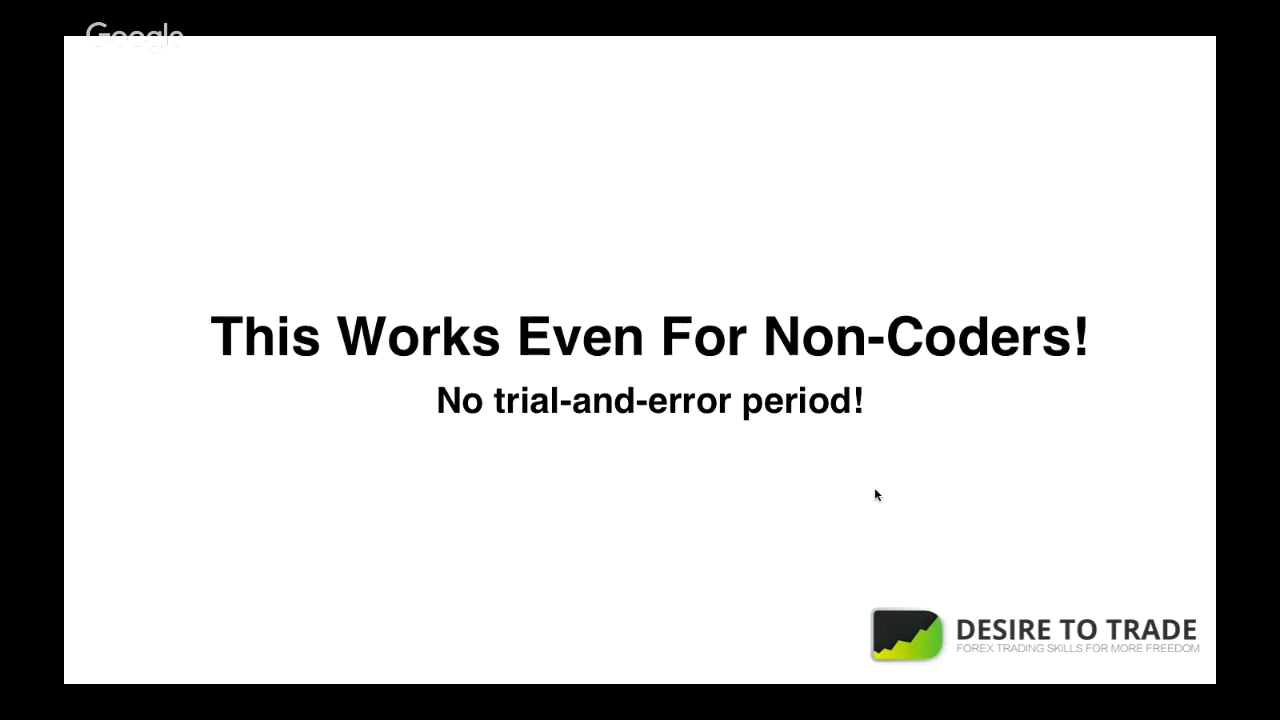 Google
This Works Even For Non-Coders!
No trial-and-error period!
DESIRE TO TRADE
FOREX TRADING SKILLS FOR MORE FREEDOM